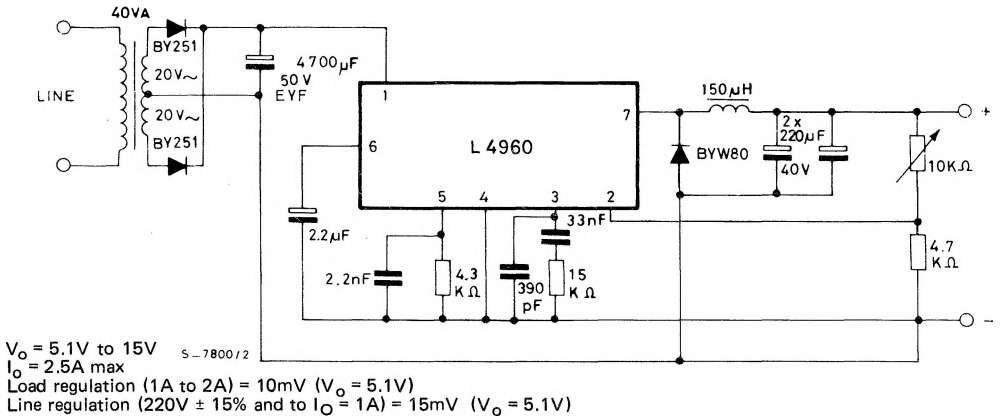 40VA
BY251
20V~
LINE
20V~
BY251
4700µF
50V
EYF
1
6
L4960
7
5
4
3
2
2.2µF
2.2nF
4.3
KΩ
390
pF
33nF
15
KΩ
150µH
BYW80
2x
220µF
40V
+
10KΩ
4.7
KΩ
−
S-7800/2
Vo = 5.1V to 15V
Io = 2.5A max
Load regulation (1A to 2A) = 10mV (Vo = 5.1V)
Line regulation (220V ± 15% and to Io = 1A) = 15mV (Vo = 5.1V)